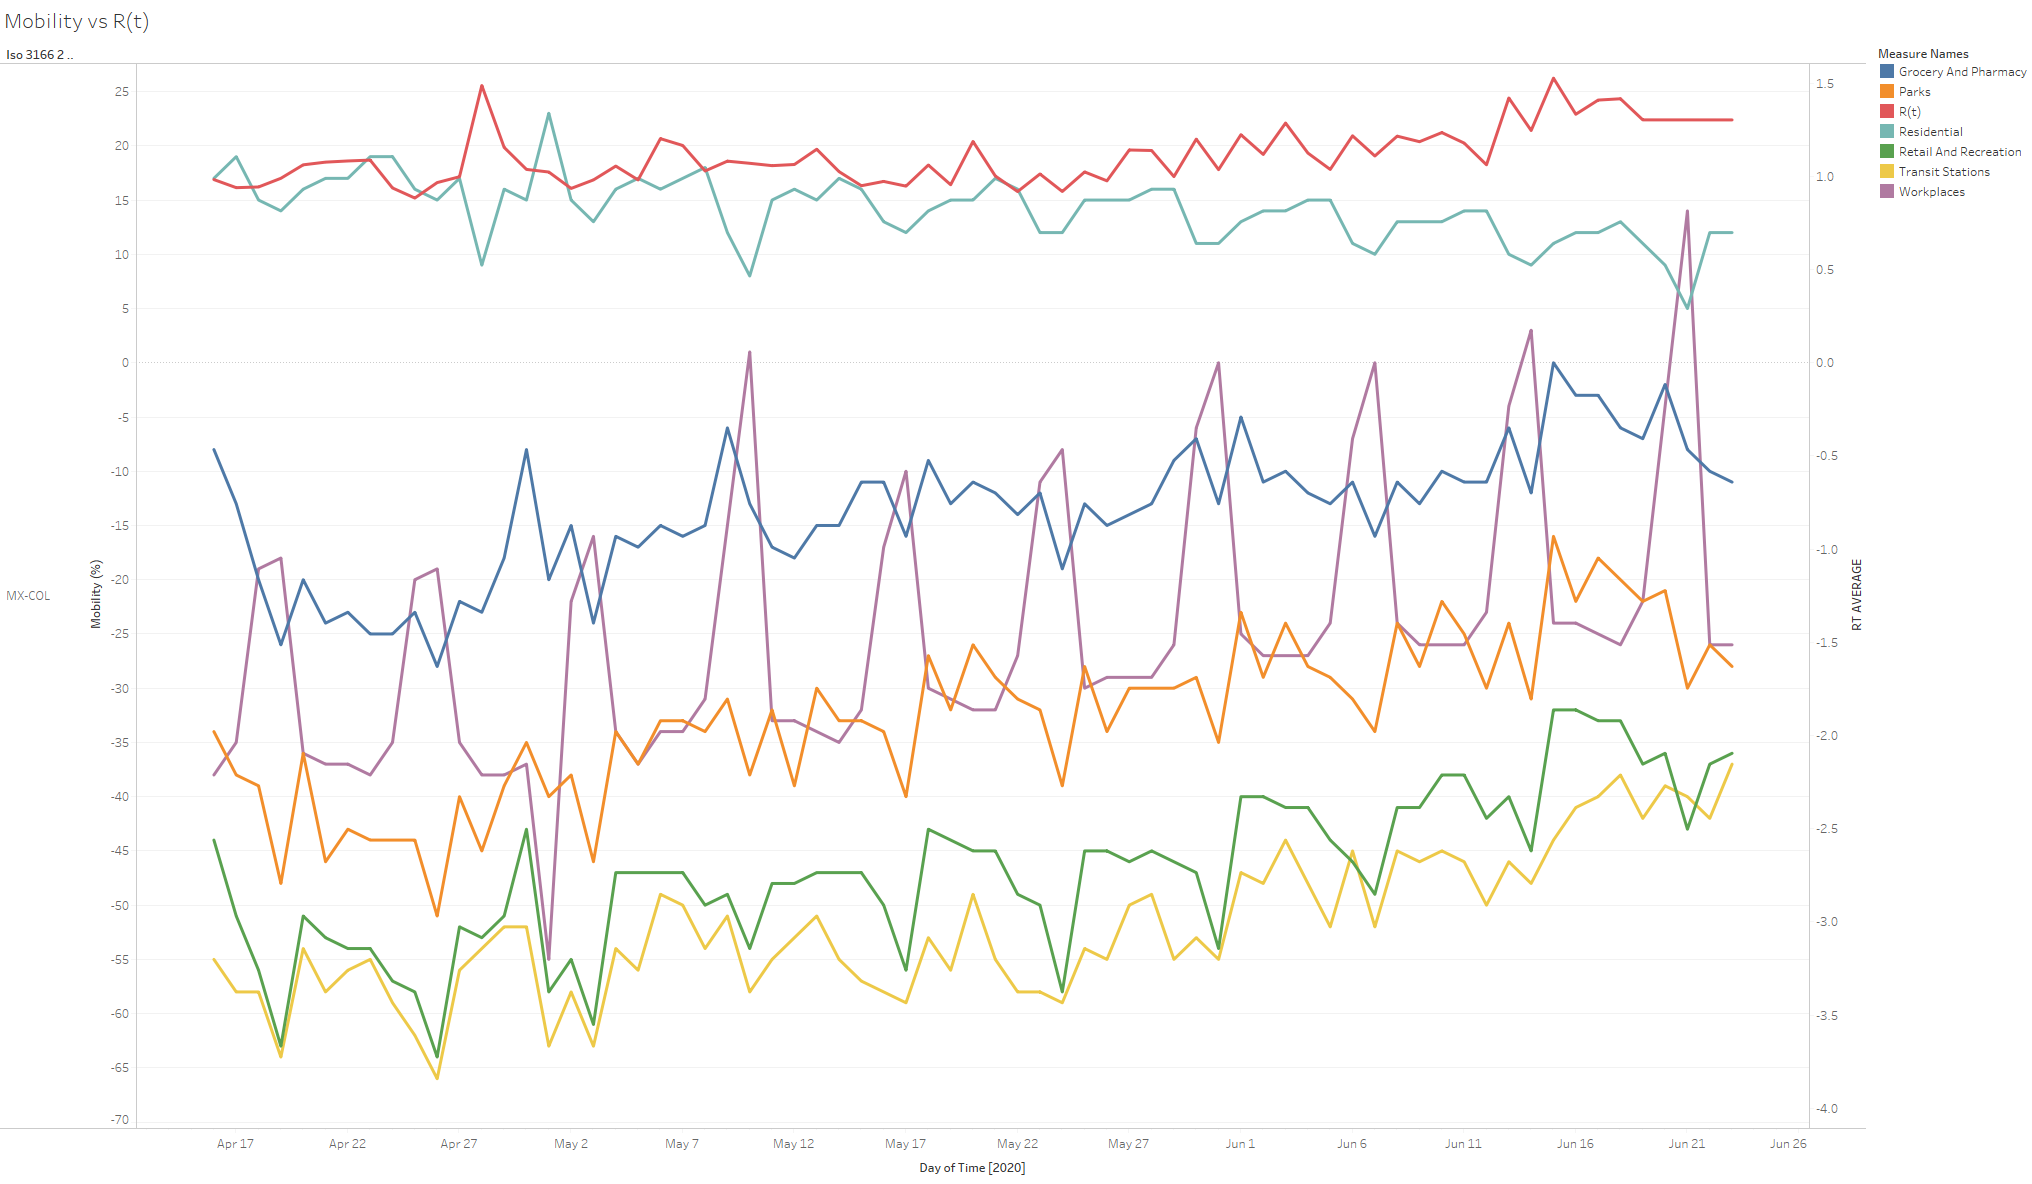 Mobility vs R(t)
Iso 3166 2 ..
Measure Names
Grocery And Pharmacy
Parks
R(t)
Residential
Retail And Recreation
Transit Stations
Workplaces
25
20
15
10
5
0
-5
-10
-15
-20
-25
-30
-35
-40
-45
-50
-55
-60
-65
-70
Mobility (%)
MX-COL
1.5
1.0
0.5
0.0
-0.5
-1.0
-1.5
-2.0
-2.5
-3.0
-3.5
-4.0
RT AVERAGE
Apr 17 Apr 22 Apr 27 May 2 May 7 May 12 May 17 May 22 May 27 Jun 1 Jun 6 Jun 11 Jun 16 Jun 21 Jun 26
Day of Time [2020]